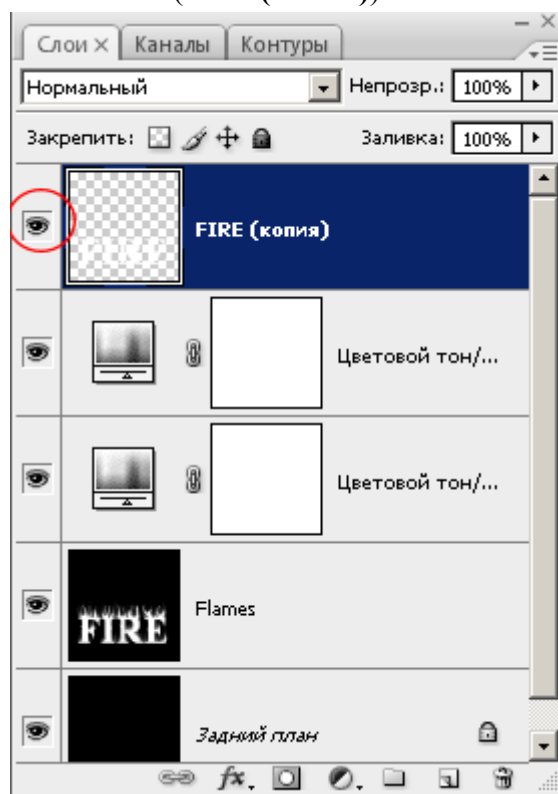 Слои × Каналы Контуры
Нормальный Непрозр.: 100%
Закрепить: Заливка: 100%
FIRE (копия)
Цветовой тон/...
Цветовой тон/...
FIRE
Flames
Задний план
fx.